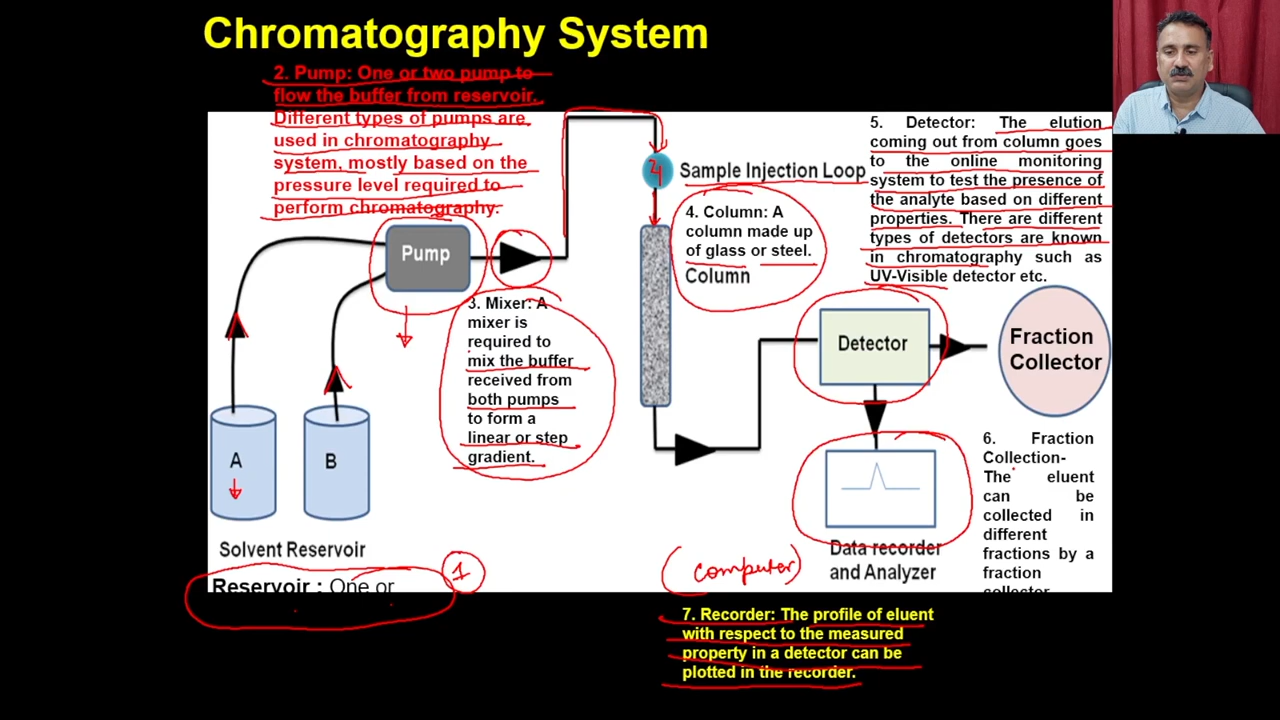 Chromatography System
2. Pump: One or two pump to
flow the buffer from reservoir.
Different types of pumps are
used in chromatography
system, mostly based on the
pressure level required to
perform chromatography.
Pump
Sample Injection Loop
4. Column: A
column made up
of glass or steel.
Column
5. Detector: The elution
coming out from column goes
to the online monitoring
system to test the presence of
the analyte based on different
properties. There are different
types of detectors are known
in chromatography such as
UV-Visible detector etc.
3. Mixer: A
mixer is
required to
mix the buffer
received from
both pumps
to form a
linear or step
gradient.
Detector
Fraction
Collector
A
B
6. Fraction
Collection-
The eluent
can be
collected in
different
fractions by a
fraction
collector
Solvent Reservoir
Reservoir : One or
1
(computer)
Data recorder
and Analyzer
7. Recorder: The profile of eluent
with respect to the measured
property in a detector can be
plotted in the recorder.